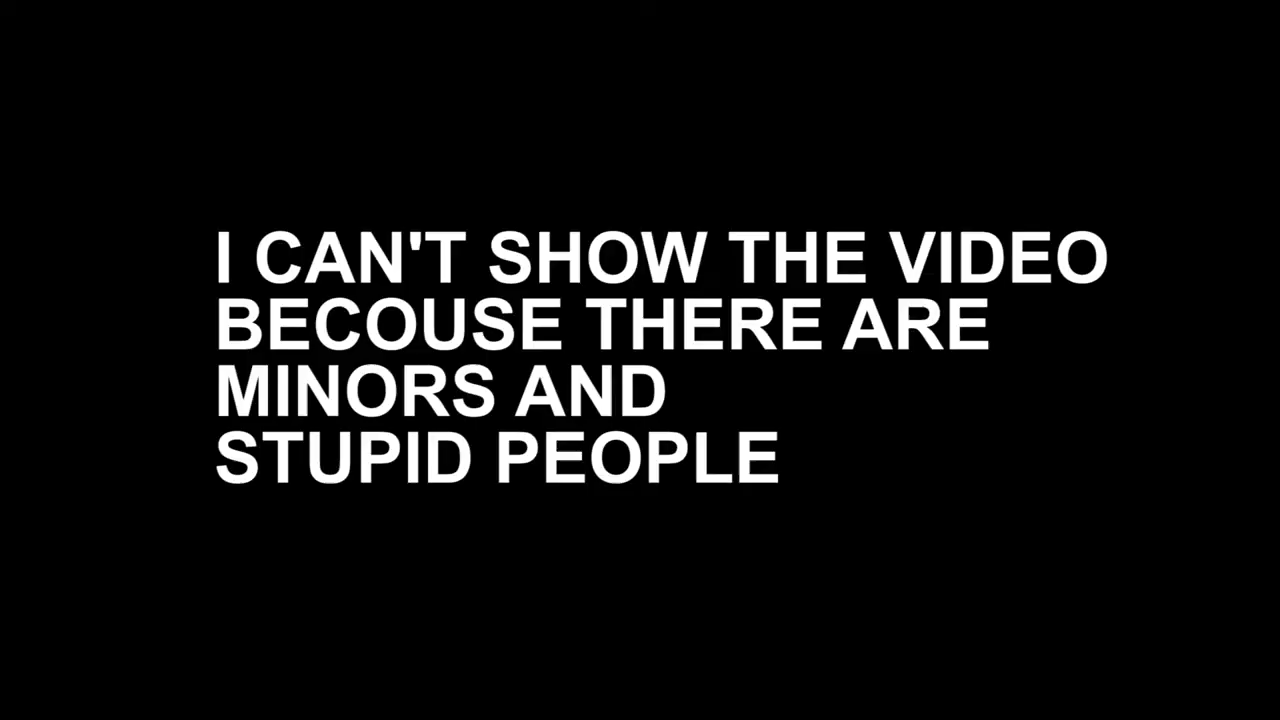 I CAN'T SHOW THE VIDEO
BECOUSE THERE ARE
MINORS AND
STUPID PEOPLE